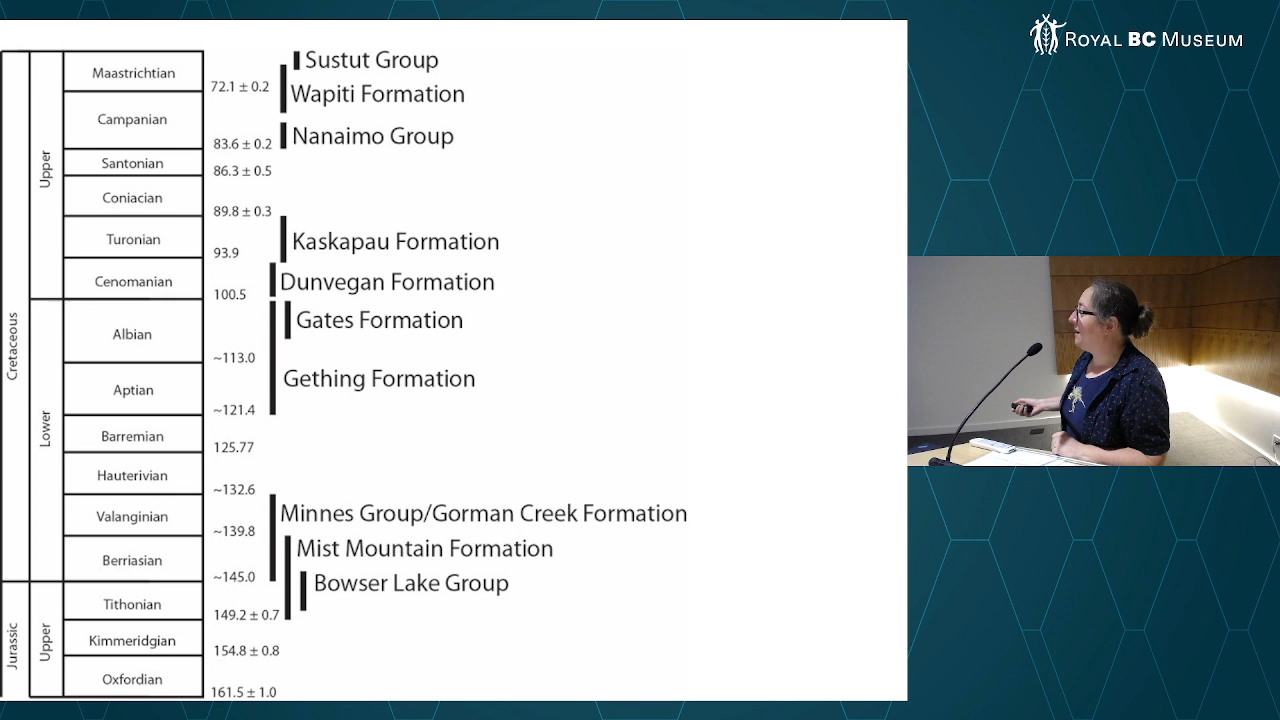 ROYAL BC MUSEUM
Sustut Group
Maastrichtian
72.1 ± 0.2
Wapiti Formation
Campanian
83.6 ± 0.2
Nanaimo Group
Santonian
86.3 ± 0.5
Upper
Coniacian
89.8 ± 0.3
Turonian
93.9
Kaskapau Formation
Cenomanian
100.5
Dunvegan Formation
Cretaceous
Albian
~113.0
Gates Formation
Aptian
~121.4
Gething Formation
Lower
Barremian
125.77
Hauterivian
~132.6
Valanginian
~139.8
Minnes Group/Gorman Creek Formation
Mist Mountain Formation
Berriasian
~145.0
Bowser Lake Group
Tithonian
149.2 ± 0.7
Jurassic
Upper
Kimmeridgian
154.8 ± 0.8
Oxfordian
161.5 ± 1.0